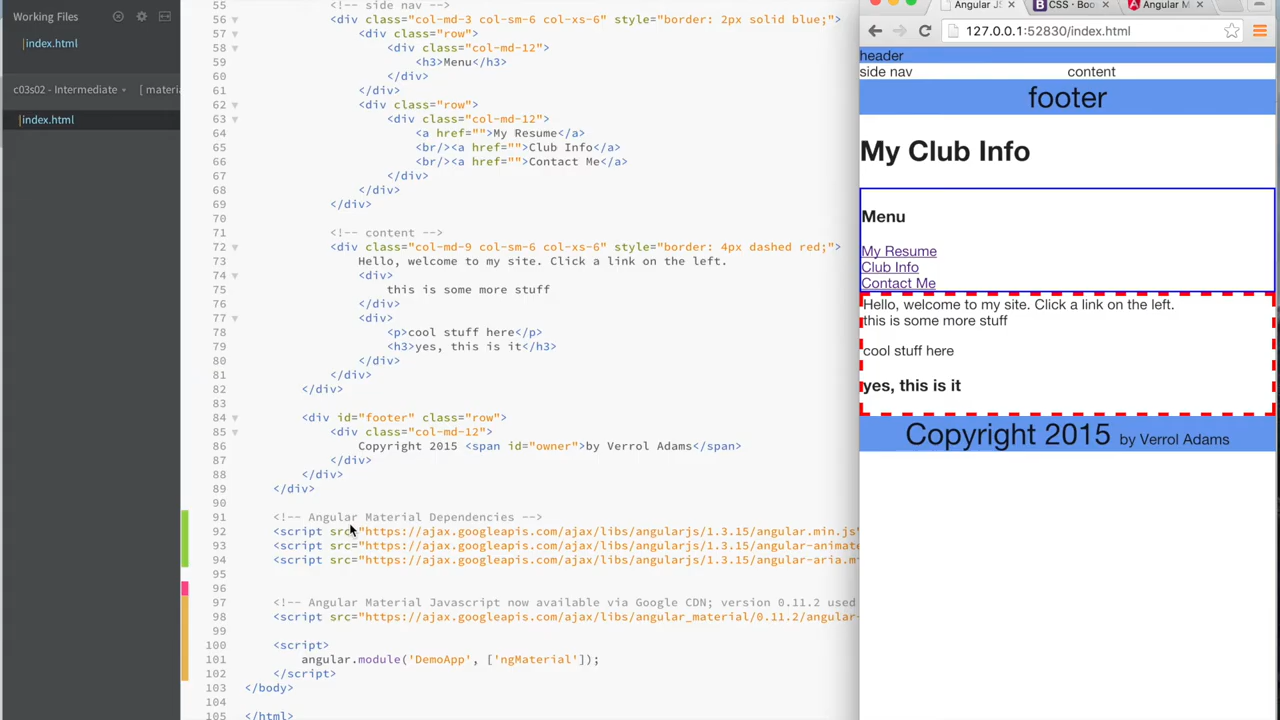 Working Files
index.html
c03s02 - Intermediate
[ materia
index.html
55 <!-- side nav -->
56 <div class="col-md-3 col-sm-6 col-xs-6" style="border: 2px solid blue;">
57 <div class="row">
58 <div class="col-md-12">
59 <h3>Menu</h3>
60 </div>
61 </div>
62 <div class="row">
63 <div class="col-md-12">
64 <a href="">My Resume</a>
65 <br/><a href="">Club Info</a>
66 <br/><a href="">Contact Me</a>
67 </div>
68 </div>
69 </div>
70
71 <!-- content -->
72 <div class="col-md-9 col-sm-6 col-xs-6" style="border: 4px dashed red;">
73 Hello, welcome to my site. Click a link on the left.
74 <div>
75 this is some more stuff
76 </div>
77 <div>
78 <p>cool stuff here</p>
79 <h3>yes, this is it</h3>
80 </div>
81 </div>
82 </div>
83
84 <div id="footer" class="row">
85 <div class="col-md-12">
86 Copyright 2015 <span id="owner">by Verrol Adams</span>
87 </div>
88 </div>
89 </div>
90
91 <!-- Angular Material Dependencies -->
92 <script src="https://ajax.googleapis.com/ajax/libs/angularjs/1.3.15/angular.min.js"
93 <script src="https://ajax.googleapis.com/ajax/libs/angularjs/1.3.15/angular-animate
94 <script src="https://ajax.googleapis.com/ajax/libs/angularjs/1.3.15/angular-aria.m
95
96
97 <!-- Angular Material Javascript now available via Google CDN; version 0.11.2 used
98 <script src="https://ajax.googleapis.com/ajax/libs/angular_material/0.11.2/angular-
99
100 <script>
101 angular.module('DemoApp', ['ngMaterial']);
102 </script>
103 </body>
104
105 </html>
Angular JS
CSS · Boo
Angular M
127.0.0.1:52830/index.html
header
side nav content
footer
My Club Info
Menu
My Resume
Club Info
Contact Me
Hello, welcome to my site. Click a link on the left.
this is some more stuff
cool stuff here
yes, this is it
Copyright 2015 by Verrol Adams